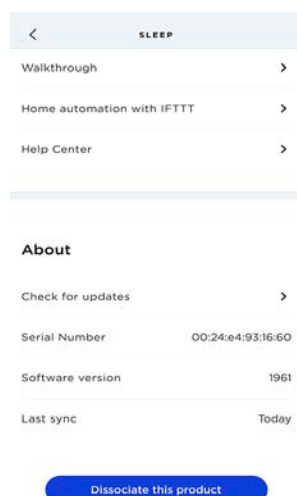 SLEEP
Walkthrough
Home automation with IFTTT
Help Center
About
Check for updates
Serial Number 00:24:e4:93:16:60
Software version 1961
Last sync Today
Dissociate this product